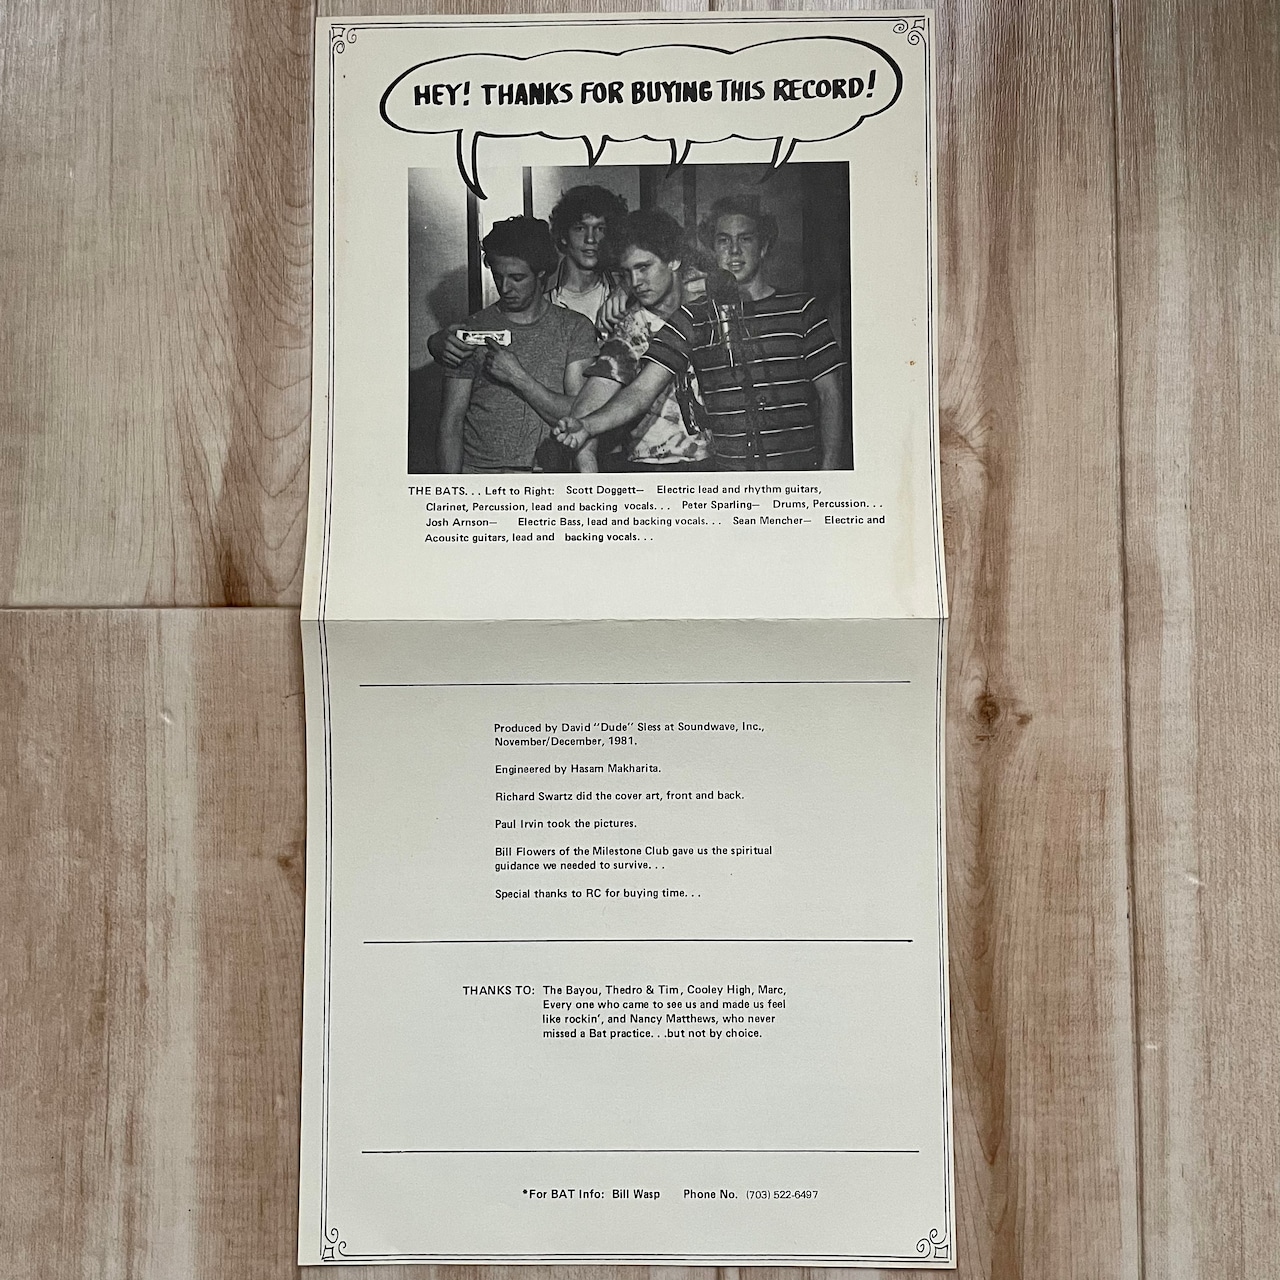 HEY! THANKS FOR BUYING THIS RECORD!
THE BATS. . . Left to Right: Scott Doggett— Electric lead and rhythm guitars,
Clarinet, Percussion, lead and backing vocals. . . Peter Sparling— Drums, Percussion. . .
Josh Arnson— Electric Bass, lead and backing vocals. . . Sean Mencher— Electric and
Acousitc guitars, lead and backing vocals. . .
Produced by David "Dude" Sless at Soundwave, Inc.,
November/December, 1981.
Engineered by Hasam Makharita.
Richard Swartz did the cover art, front and back.
Paul Irvin took the pictures.
Bill Flowers of the Milestone Club gave us the spiritual
guidance we needed to survive. . .
Special thanks to RC for buying time. . .
THANKS TO: The Bayou, Thedro & Tim, Cooley High, Marc,
Every one who came to see us and made us feel
like rockin', and Nancy Matthews, who never
missed a Bat practice. . .but not by choice.
*For BAT Info: Bill Wasp Phone No. (703) 522-6497